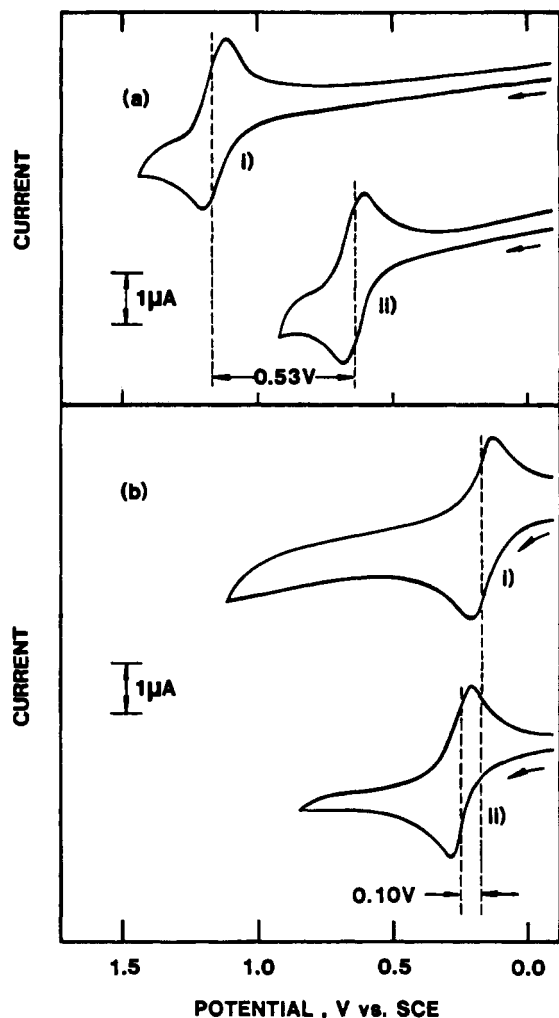 (a)
i)
CURRENT
ii)
1µA
0.53V
(b)
i)
CURRENT
1µA
ii)
0.10V
1.5 1.0 0.5 0.0
POTENTIAL , V vs. SCE